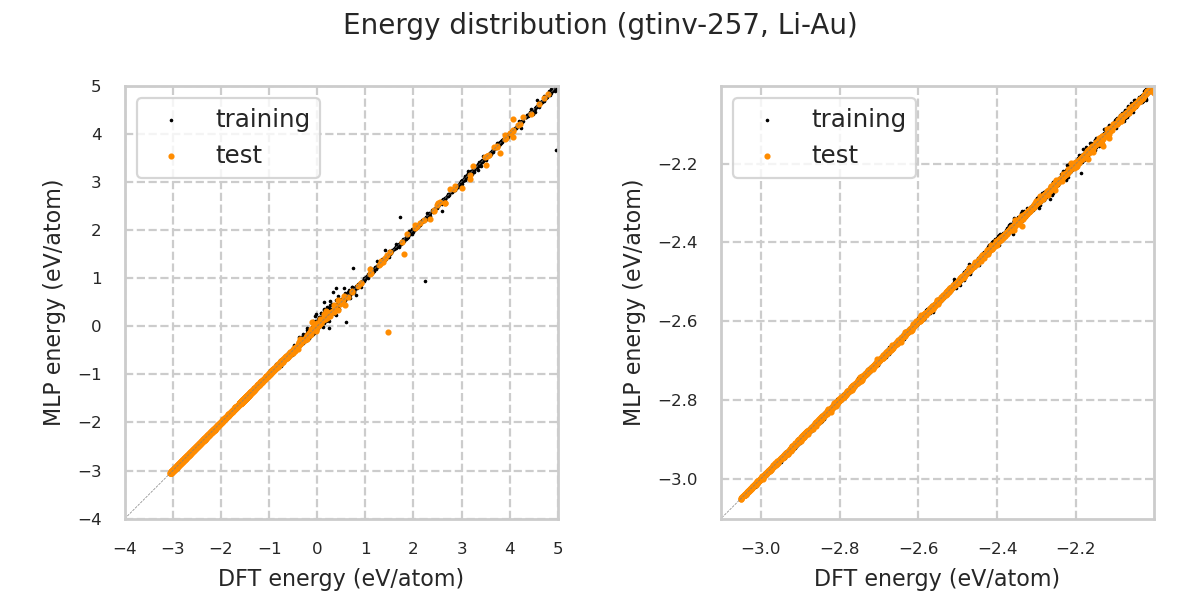 Energy distribution (gtinv-257, Li-Au)
training
test
5
4
3
2
1
0
−1
−2
−3
−4
MLP energy (eV/atom)
−4 −3 −2 −1 0 1 2 3 4 5
DFT energy (eV/atom)
training
test
−2.2
−2.4
−2.6
−2.8
−3.0
MLP energy (eV/atom)
−3.0 −2.8 −2.6 −2.4 −2.2
DFT energy (eV/atom)